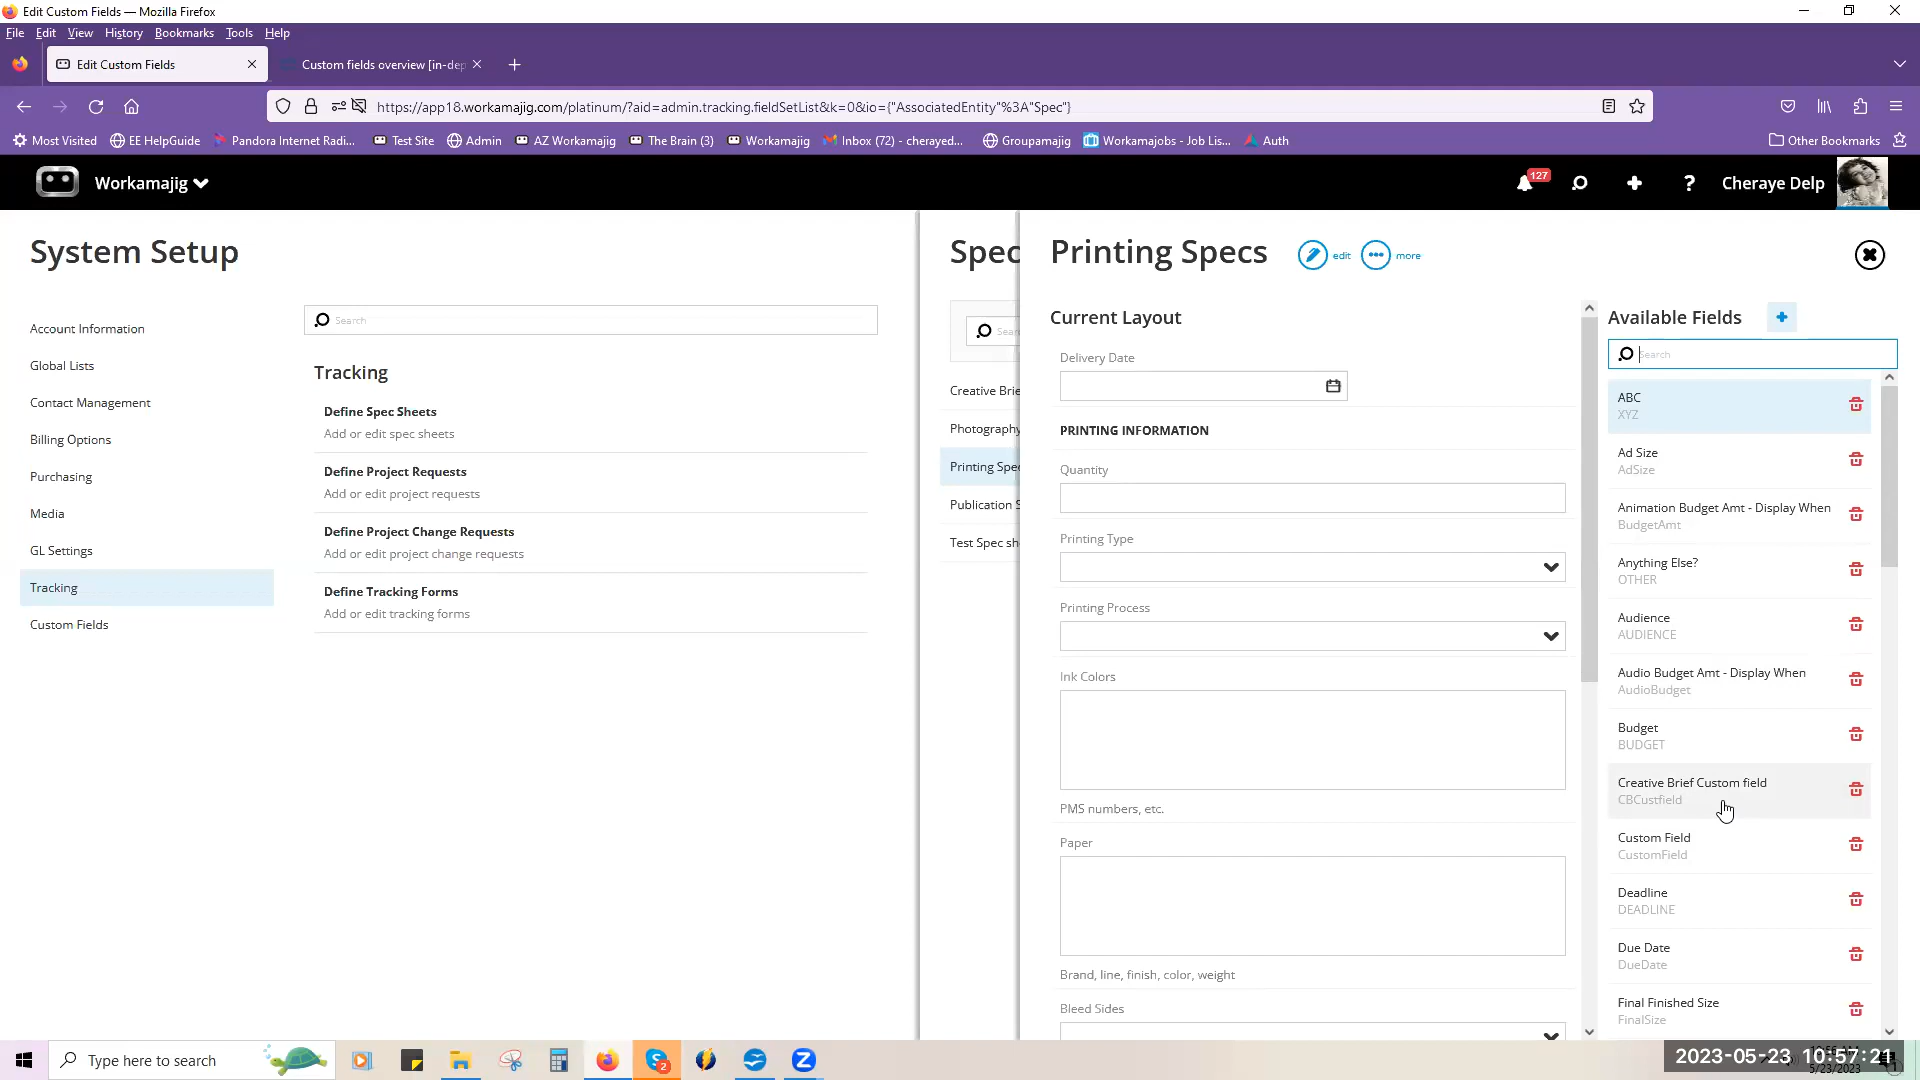 Edit Custom Fields — Mozilla Firefox
File Edit View History Bookmarks Tools Help
Edit Custom Fields
Custom fields overview [in-dep
https://app18.workamajig.com/platinum/?aid=admin.tracking.fieldSetList&k=0&io={"AssociatedEntity"%3A"Spec"}
Most Visited EE HelpGuide Pandora Internet Radi... Test Site Admin AZ Workamajig The Brain (3) Workamajig Inbox (72) - cherayed... Groupamajig Workamajobs - Job Lis... Auth Other Bookmarks
Workamajig
127
? Cheraye Delp
System Setup
Account Information
Global Lists
Contact Management
Billing Options
Purchasing
Media
GL Settings
Tracking
Custom Fields
Search
Tracking
Define Spec Sheets
Add or edit spec sheets
Define Project Requests
Add or edit project requests
Define Project Change Requests
Add or edit project change requests
Define Tracking Forms
Add or edit tracking forms
Spec
Sear
Creative Brie
Photography
Printing Spec
Publication S
Test Spec sh
Printing Specs
edit
more
Current Layout
Delivery Date
PRINTING INFORMATION
Quantity
Printing Type
Printing Process
Ink Colors
PMS numbers, etc.
Paper
Brand, line, finish, color, weight
Bleed Sides
Available Fields
Search
ABC
XYZ
Ad Size
AdSize
Animation Budget Amt - Display When
BudgetAmt
Anything Else?
OTHER
Audience
AUDIENCE
Audio Budget Amt - Display When
AudioBudget
Budget
BUDGET
Creative Brief Custom field
CBCustfield
Custom Field
CustomField
Deadline
DEADLINE
Due Date
DueDate
Final Finished Size
FinalSize
Type here to search
2
2023-05-23 10:57:21
5/23/2023